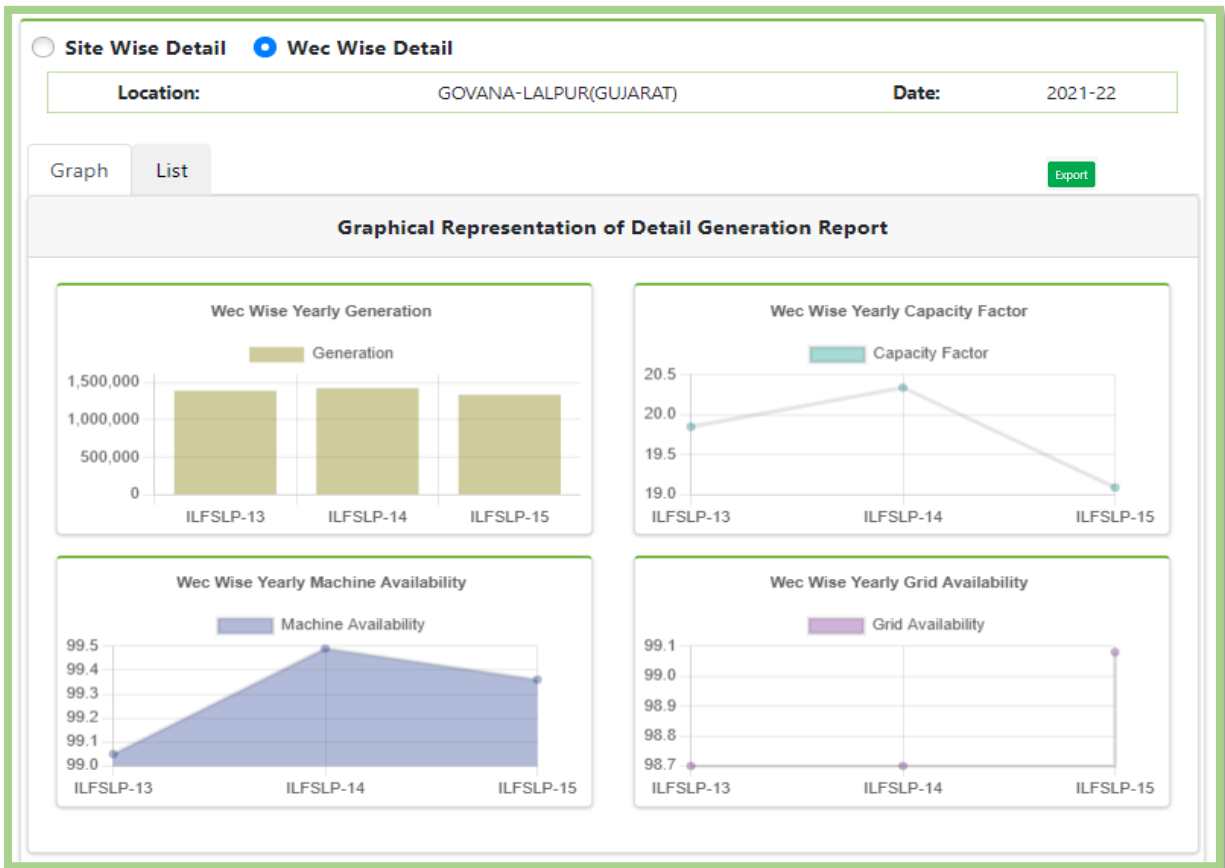 Site Wise Detail Wec Wise Detail
Location: GOVANA-LALPUR(GUJARAT) Date: 2021-22
Graph List Export
Graphical Representation of Detail Generation Report
Wec Wise Yearly Generation
Generation
1,500,000
1,000,000
500,000
0
ILFSLP-13 ILFSLP-14 ILFSLP-15
Wec Wise Yearly Capacity Factor
Capacity Factor
20.5
20.0
19.5
19.0
ILFSLP-13 ILFSLP-14 ILFSLP-15
Wec Wise Yearly Machine Availability
Machine Availability
99.5
99.4
99.3
99.2
99.1
99.0
ILFSLP-13 ILFSLP-14 ILFSLP-15
Wec Wise Yearly Grid Availability
Grid Availability
99.1
99.0
98.9
98.8
98.7
ILFSLP-13 ILFSLP-14 ILFSLP-15